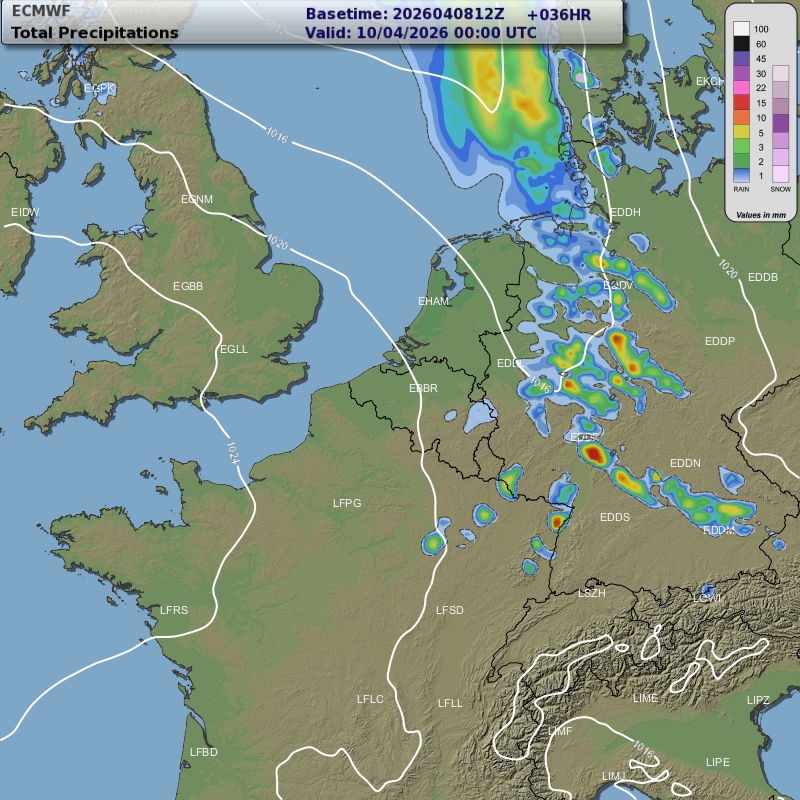 ECMWF
Basetime: 2026040812Z +036HR
Total Precipitations
Valid: 10/04/2026 00:00 UTC
100
60
45
30
22
15
10
5
3
2
1
RAIN
SNOW
Values in mm
EGPK
EKCH
1016
EIDW
EGNM
EDDH
1020
1020
EDDB
EGBB
EDDV
EHAM
EGLL
EDDP
EDDL
1016
EBBR
1024
EDDF
EDDN
LFPG
EDDS
EDDM
LSZH
LOWI
LFRS
LFSD
LFLC
LFLL
LIME
LIPZ
LIMF
1016
LFBD
LIPE
LIMJ